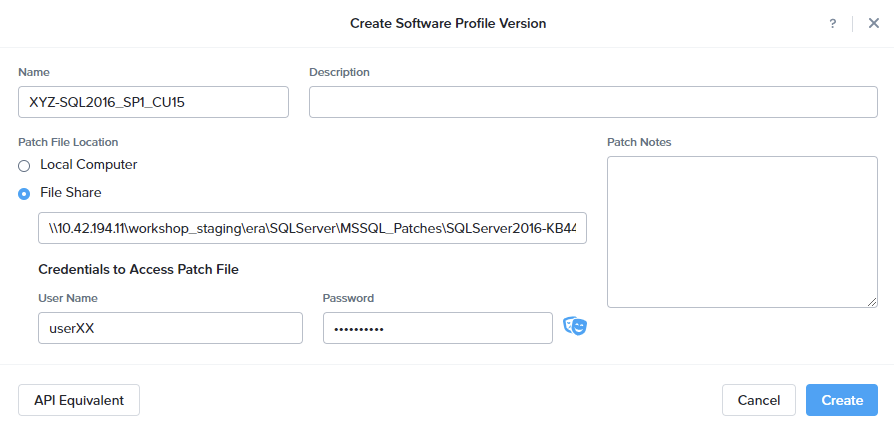 Create Software Profile Version
?
Name
Description
XYZ-SQL2016_SP1_CU15
Patch File Location
Patch Notes
Local Computer
File Share
\\10.42.194.11\workshop_staging\era\SQLServer\MSSQL_Patches\SQLServer2016-KB44
Credentials to Access Patch File
User Name
Password
userXX
••••••••••
API Equivalent
Cancel
Create